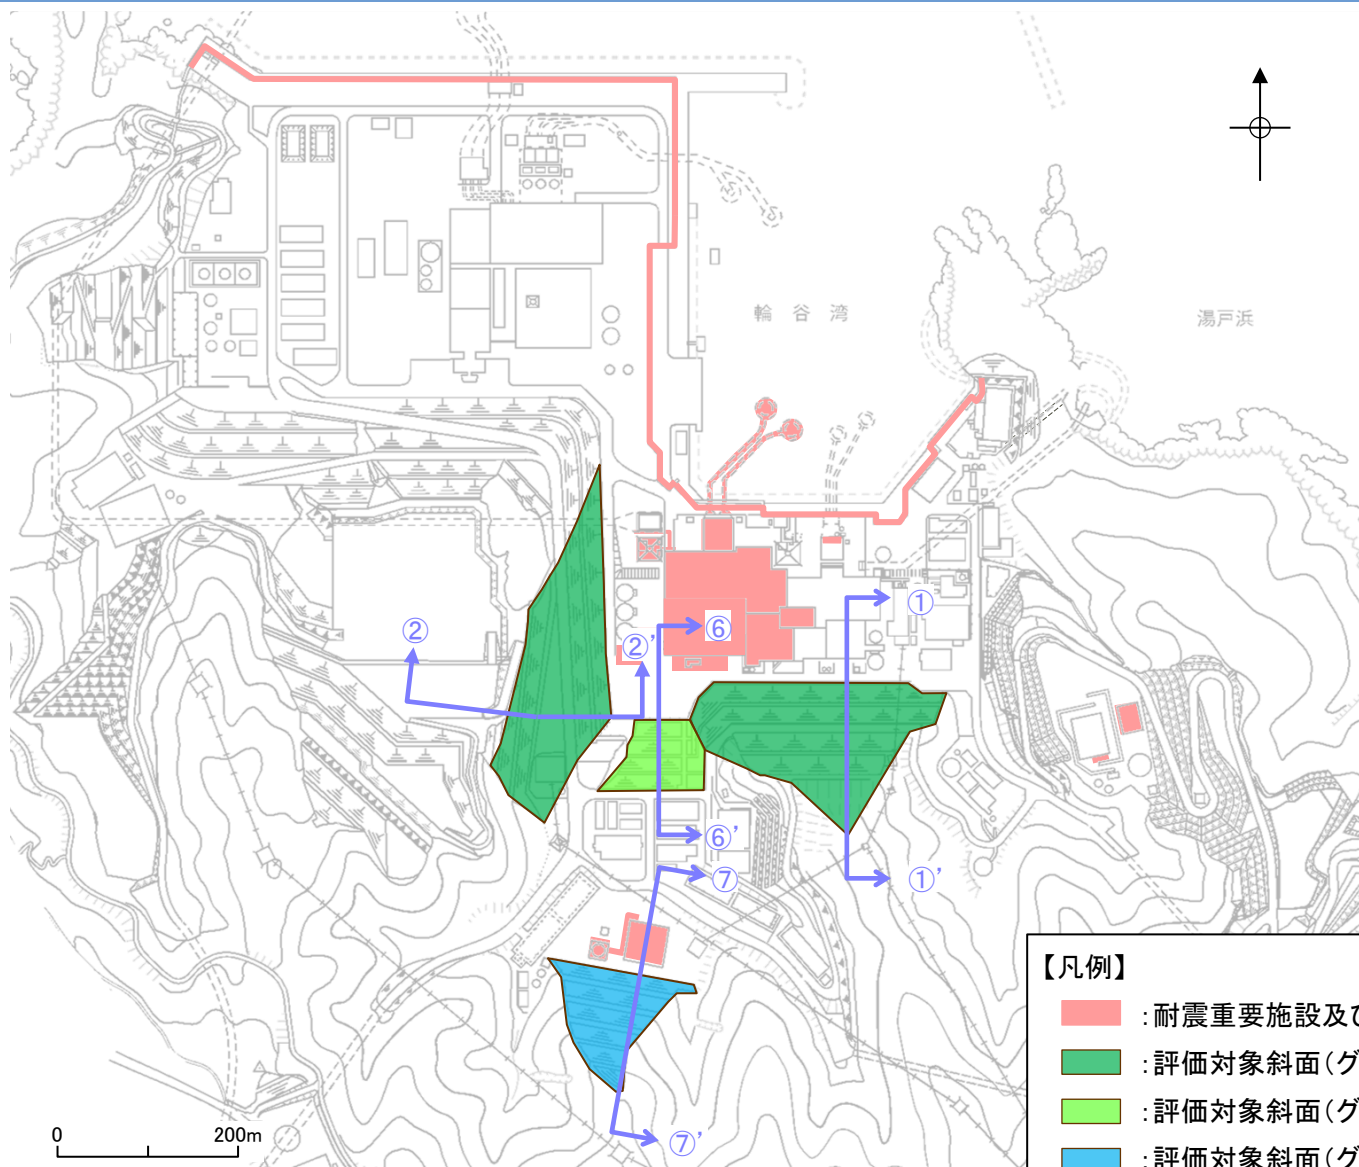 輪谷湾
湯戸浜
①
②
②’
⑥
⑥’
⑦
①’
⑦’
0 200m
【凡例】
:耐震重要施設及び
:評価対象斜面(グ
:評価対象斜面(グ
:評価対象斜面(グ